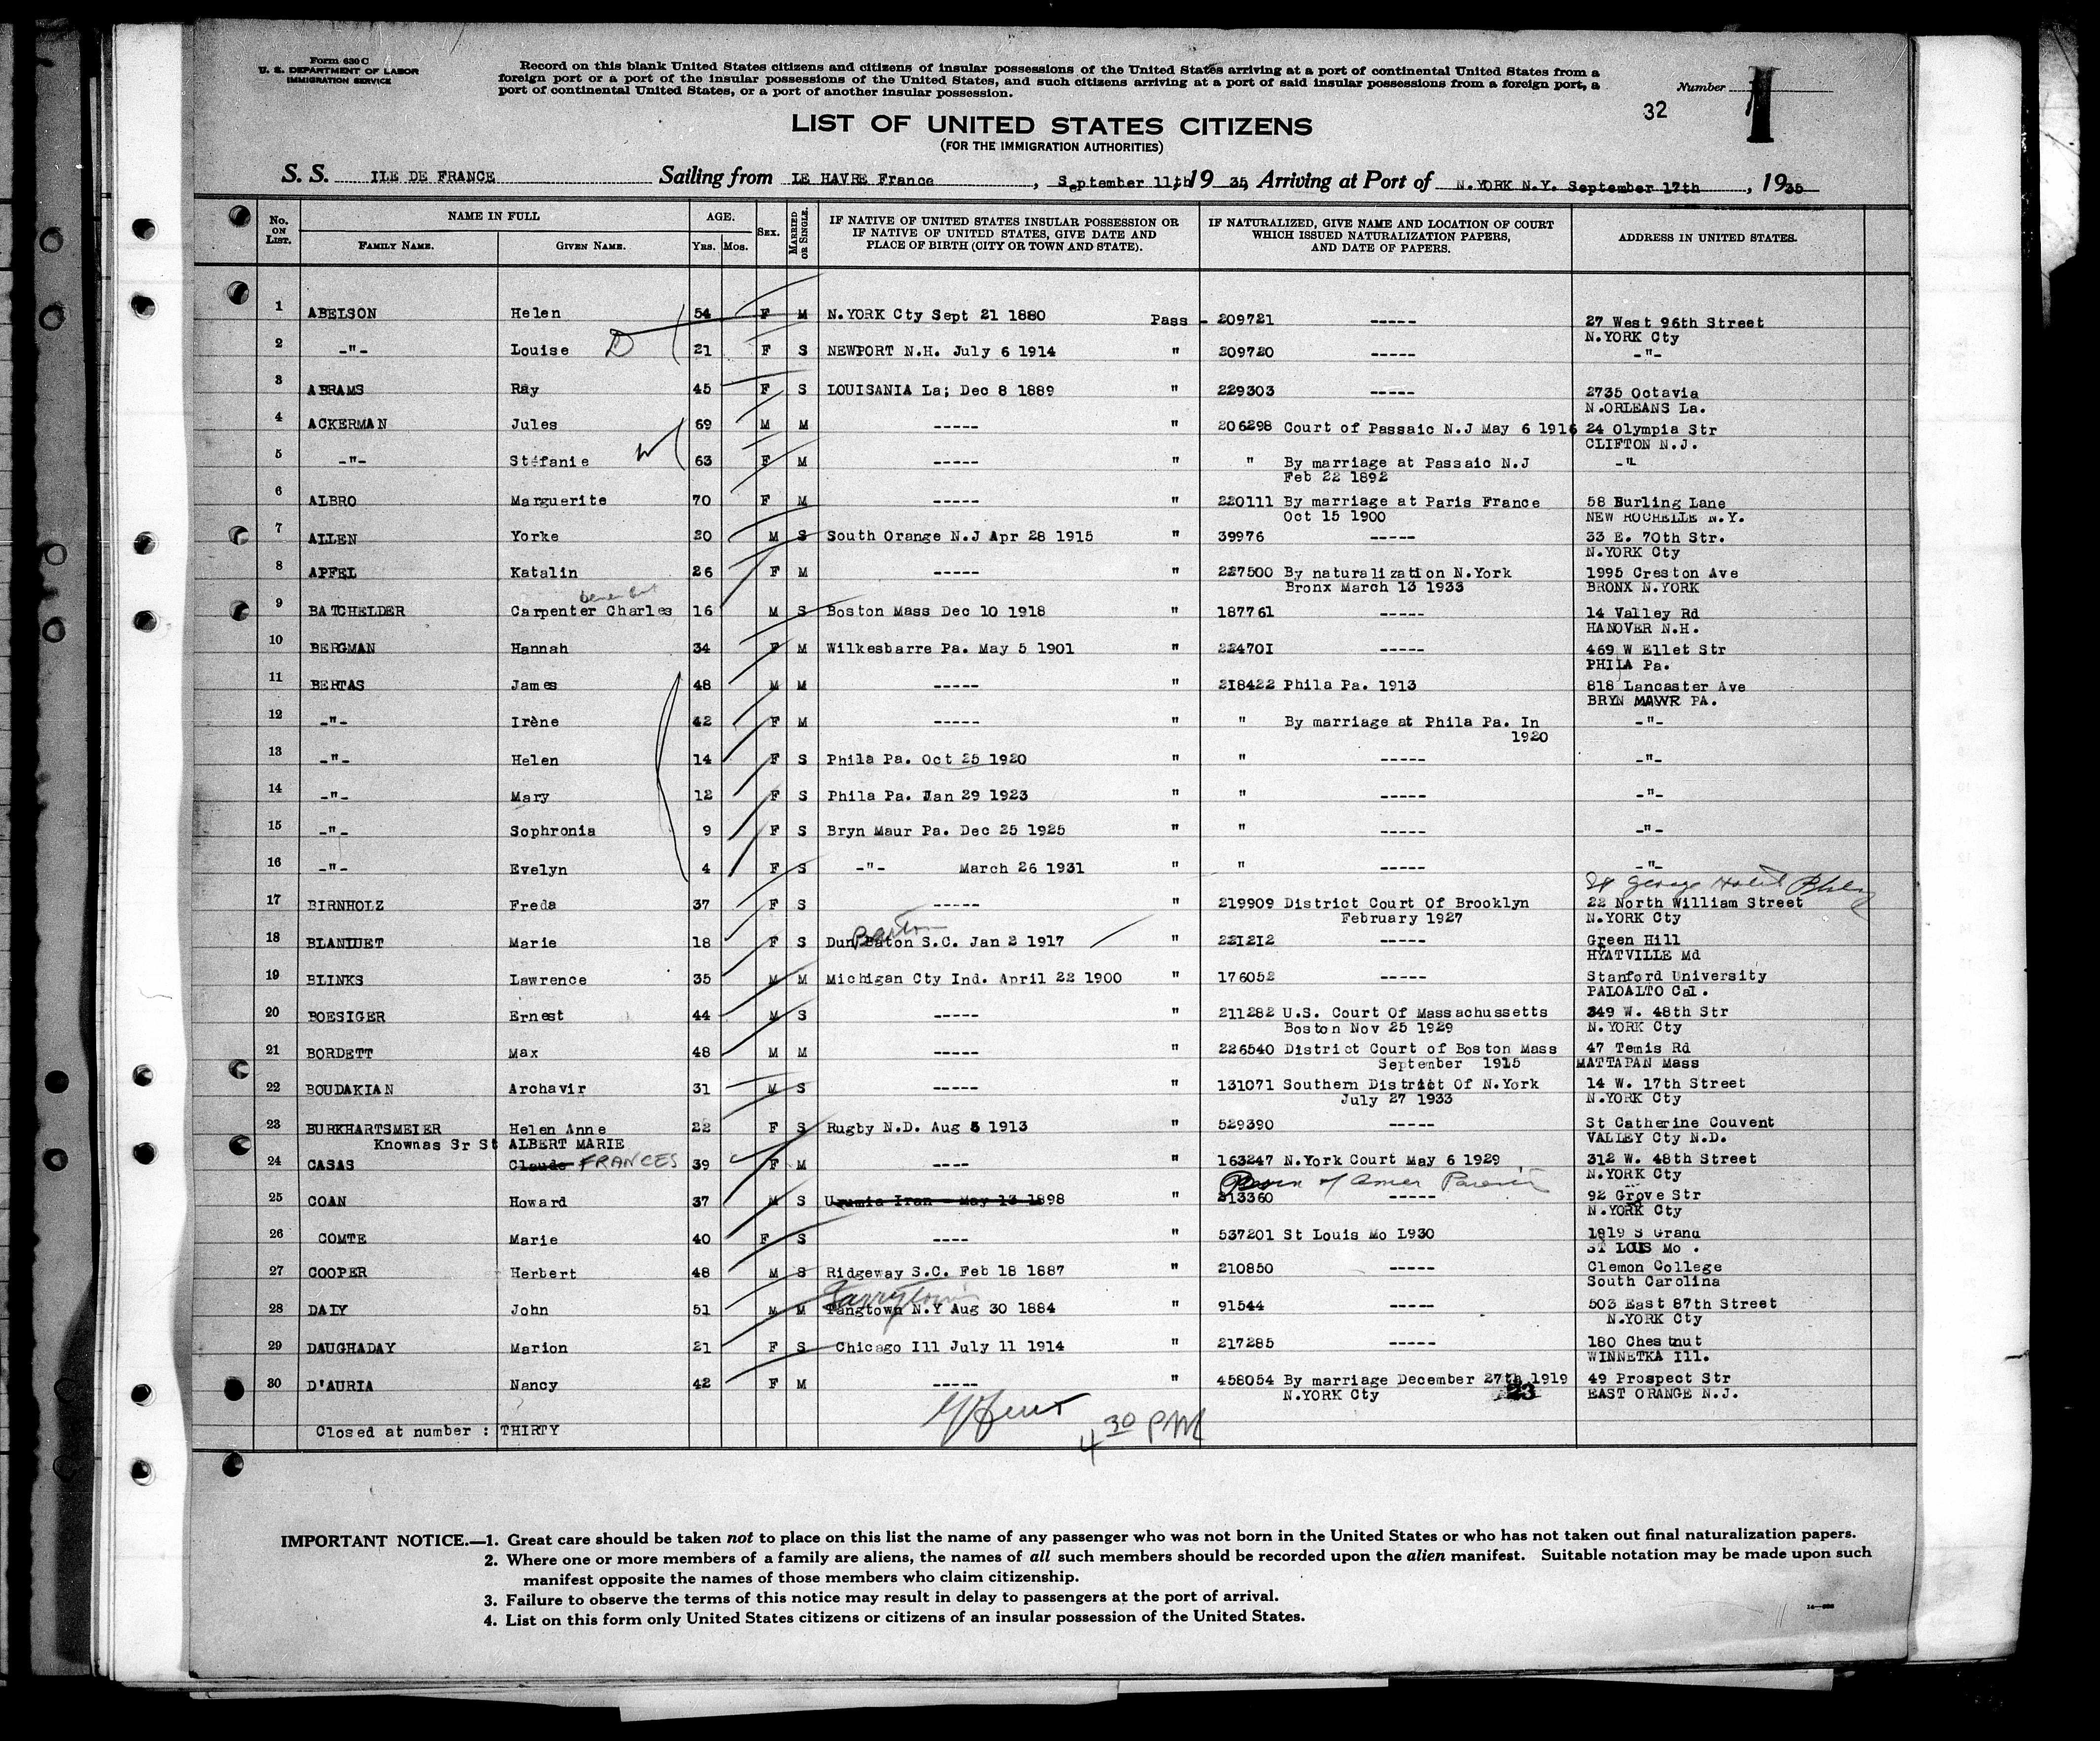 Form 630 C
U. S. DEPARTMENT OF LABOR
IMMIGRATION SERVICE
Record on this blank United States citizens and citizens of insular possessions of the United States arriving at a port of continental United States from a
foreign port or a port of the insular possessions of the United States, and such citizens arriving at a port of said insular possessions from a foreign port, a
port of continental United States, or a port of another insular possession.
Number 1
32
LIST OF UNITED STATES CITIZENS
(FOR THE IMMIGRATION AUTHORITIES)
S. S. ILE DE FRANCE Sailing from LE HAVRE France, September 11,th 19 35, Arriving at Port of N.YORK N.Y. September 17th, 19 35
No. ON LIST. NAME IN FULL FAMILY NAME. GIVEN NAME. AGE. YRS. MOS. SEX. MARRIED OR SINGLE. IF NATIVE OF UNITED STATES INSULAR POSSESSION OR IF NATIVE OF UNITED STATES, GIVE DATE AND PLACE OF BIRTH (CITY OR TOWN AND STATE). IF NATURALIZED, GIVE NAME AND LOCATION OF COURT WHICH ISSUED NATURALIZATION PAPERS, AND DATE OF PAPERS. ADDRESS IN UNITED STATES.
1 ABELSON Helen 54 F M N.YORK Cty Sept 21 1880 Pass - 209721 ----- 27 West 96th Street
N.YORK Cty
2 -"- Louise D 21 F S NEWPORT N.H. July 6 1914 " 209720 ----- -"-
3 ABRAMS Ray 45 F S LOUISANIA La; Dec 8 1889 " 229303 ----- 2735 Octavia
N.ORLEANS La.
4 ACKERMAN Jules 69 M M ----- " 206298 Court of Passaic N.J May 6 1916 24 Olympia Str
CLIFTON N.J.
5 -"- Stéfanie W 63 F M ----- " " By marriage at Passaic N.J -"-
Feb 22 1892
6 ALBRO Marguerite 70 F M ----- " 220111 By marriage at Paris France 58 Burling Lane
Oct 15 1900 NEW ROCHELLE N.Y.
7 ALLEN Yorke 20 M S South Orange N.J Apr 28 1915 " 39976 ----- 33 E. 70th Str.
N.YORK Cty
8 APFEL Katalin 26 F M ----- " 227500 By naturalization N.York 1995 Creston Ave
Bronx March 13 1933 BRONX N.YORK
9 BATCHELDER Carpenter Charles 16 M S Boston Mass Dec 10 1918 " 187761 ----- 14 Valley Rd
HANOVER N.H.
10 BERGMAN Hannah 34 F M Wilkesbarre Pa. May 5 1901 " 224701 ----- 469 W Ellet Str
PHILA Pa.
11 BERTAS James 48 M M ----- " 218422 Phila Pa. 1913 818 Lancaster Ave
BRYN MAWR PA.
12 -"- Irène 42 F M ----- " " By marriage at Phila Pa. In -"-
1920
13 -"- Helen 14 F S Phila Pa. Oct 25 1920 " " ----- -"-
14 -"- Mary 12 F S Phila Pa. Jan 29 1923 " " ----- -"-
15 -"- Sophronia 9 F S Bryn Maur Pa. Dec 25 1925 " " ----- -"-
16 -"- Evelyn 4 F S -"- March 26 1931 " " ----- -"-
St George Hotel Bklyn
17 BIRNHOLZ Freda 37 F S ----- " 219909 District Court Of Brooklyn 22 North William Street
February 1927 N.YORK Cty
Barton
18 BLANIUET Marie 18 F S Dun Baton S.C. Jan 2 1917 " 221212 ----- Green Hill
HYATVILLE Md
19 BLINKS Lawrence 35 M M Michigan Cty Ind. April 22 1900 " 176052 ----- Stanford University
PALOALTO Cal.
20 BOESIGER Ernest 44 M S ----- " 211282 U.S. Court Of Massachussetts 349 W. 48th Str
Boston Nov 25 1929 N.YORK Cty
21 BORDETT Max 48 M M ----- " 226540 District Court of Boston Mass 47 Temis Rd
September 1915 MATTAPAN Mass
22 BOUDAKIAN Archavir 31 M S ----- " 131071 Southern District Of N.York 14 W. 17th Street
July 27 1933 N.YORK Cty
23 BURKHARTSMEIER Helen Anne 22 F S Rugby N.D. Aug 5 1913 " 529390 ----- St Catherine Couvent
Knownas Sr St ALBERT MARIE VALLEY Cty N.D.
24 CASAS Claude FRANCES 39 F M ---- " 163247 N.York Court May 6 1929 312 W. 48th Street
N.YORK Cty
Born of Amer Parents
25 COAN Howard 37 M S Urumia Iran - May 13 1898 " 213360 ----- 92 Grove Str
N.YORK Cty
26 COMTE Marie 40 F S ---- " 537201 St Louis Mo 1930 1819 S Grand
ST LOUS Mo.
27 COOPER Herbert 48 M S Ridgeway S.C. Feb 18 1887 " 210850 ----- Clemon College
South Carolina
Tarrytown
28 DALY John 51 M M Tangtown N.Y Aug 30 1884 " 91544 ----- 503 East 87th Street
N.YORK Cty
29 DAUGHADAY Marion 21 F S Chicago Ill July 11 1914 " 217285 ----- 180 Chestnut
WINNETKA Ill.
30 D'AURIA Nancy 42 F M ----- " 458054 By marriage December 27th 1919 49 Prospect Str
N.YORK Cty 23 EAST ORANGE N.J.
4 30 PM
Closed at number : THIRTY
IMPORTANT NOTICE.—1. Great care should be taken not to place on this list the name of any passenger who was not born in the United States or who has not taken out final naturalization papers.
2. Where one or more members of a family are aliens, the names of all such members should be recorded upon the alien manifest. Suitable notation may be made upon such
manifest opposite the names of those members who claim citizenship.
3. Failure to observe the terms of this notice may result in delay to passengers at the port of arrival.
4. List on this form only United States citizens or citizens of an insular possession of the United States.